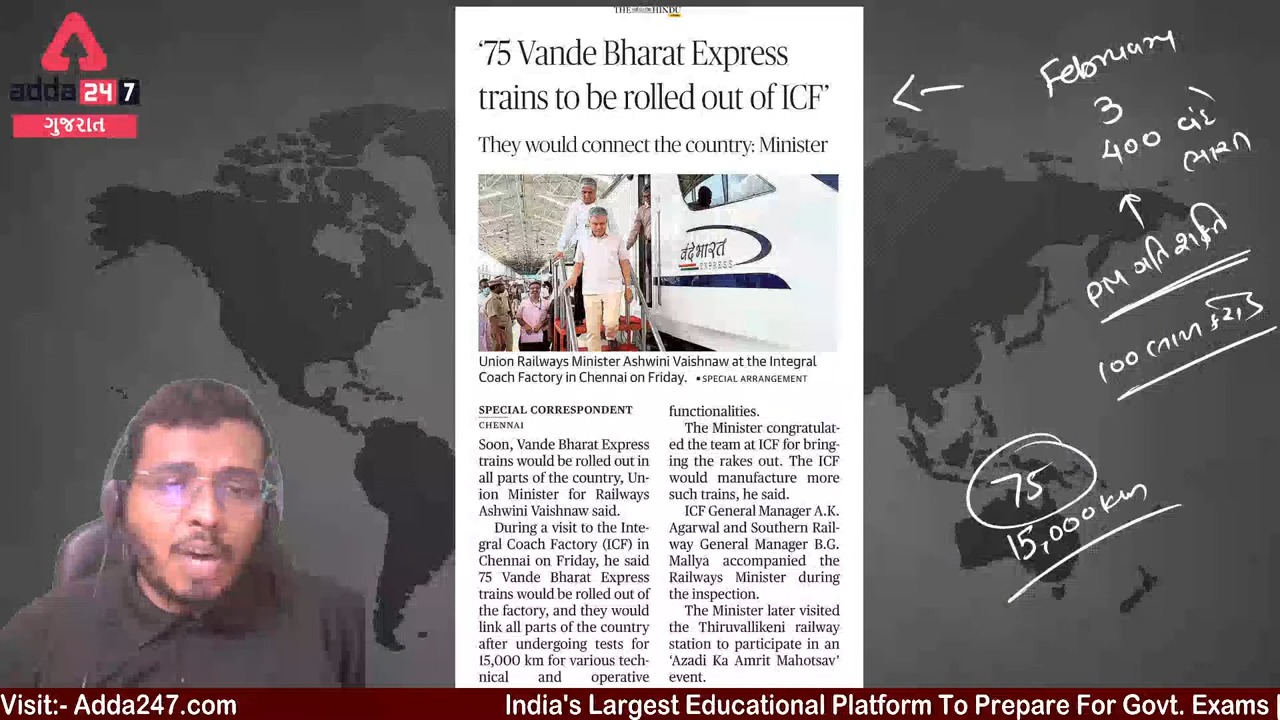 THE HINDU
'75 Vande Bharat Express
trains to be rolled out of ICF'
They would connect the country: Minister
वंदे भारत
EXPRESS
Union Railways Minister Ashwini Vaishnaw at the Integral
Coach Factory in Chennai on Friday. ▪ SPECIAL ARRANGEMENT
SPECIAL CORRESPONDENT
CHENNAI
Soon, Vande Bharat Express
trains would be rolled out in
all parts of the country, Un-
ion Minister for Railways
Ashwini Vaishnaw said.
During a visit to the Inte-
gral Coach Factory (ICF) in
Chennai on Friday, he said
75 Vande Bharat Express
trains would be rolled out of
the factory, and they would
link all parts of the country
after undergoing tests for
15,000 km for various tech-
nical and operative
functionalities.
The Minister congratulat-
ed the team at ICF for bring-
ing the rakes out. The ICF
would manufacture more
such trains, he said.
ICF General Manager A.K.
Agarwal and Southern Rail-
way General Manager B.G.
Mallya accompanied the
Railways Minister during
the inspection.
The Minister later visited
the Thiruvallikeni railway
station to participate in an
'Azadi Ka Amrit Mahotsav'
event.
adda 24 7
ગુજરાત
February
3
400 વંદે
ભારત
PM ગતિ શક્તિ
100
75
15,000 km
Visit:- Adda247.com
India's Largest Educational Platform To Prepare For Govt. Exams